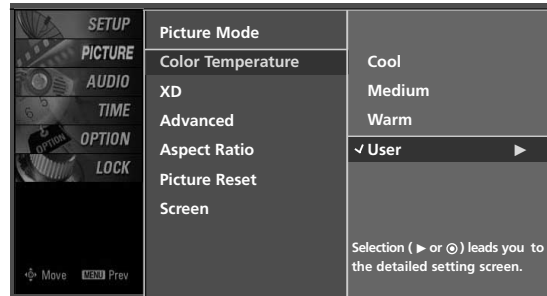 SETUP
PICTURE
AUDIO
TIME
OPTION
LOCK
Move MENU Prev
Picture Mode
Color Temperature
XD
Advanced
Aspect Ratio
Picture Reset
Screen
Cool
Medium
Warm
✓ User ►
Selection ( ► or ◉ ) leads you to
the detailed setting screen.